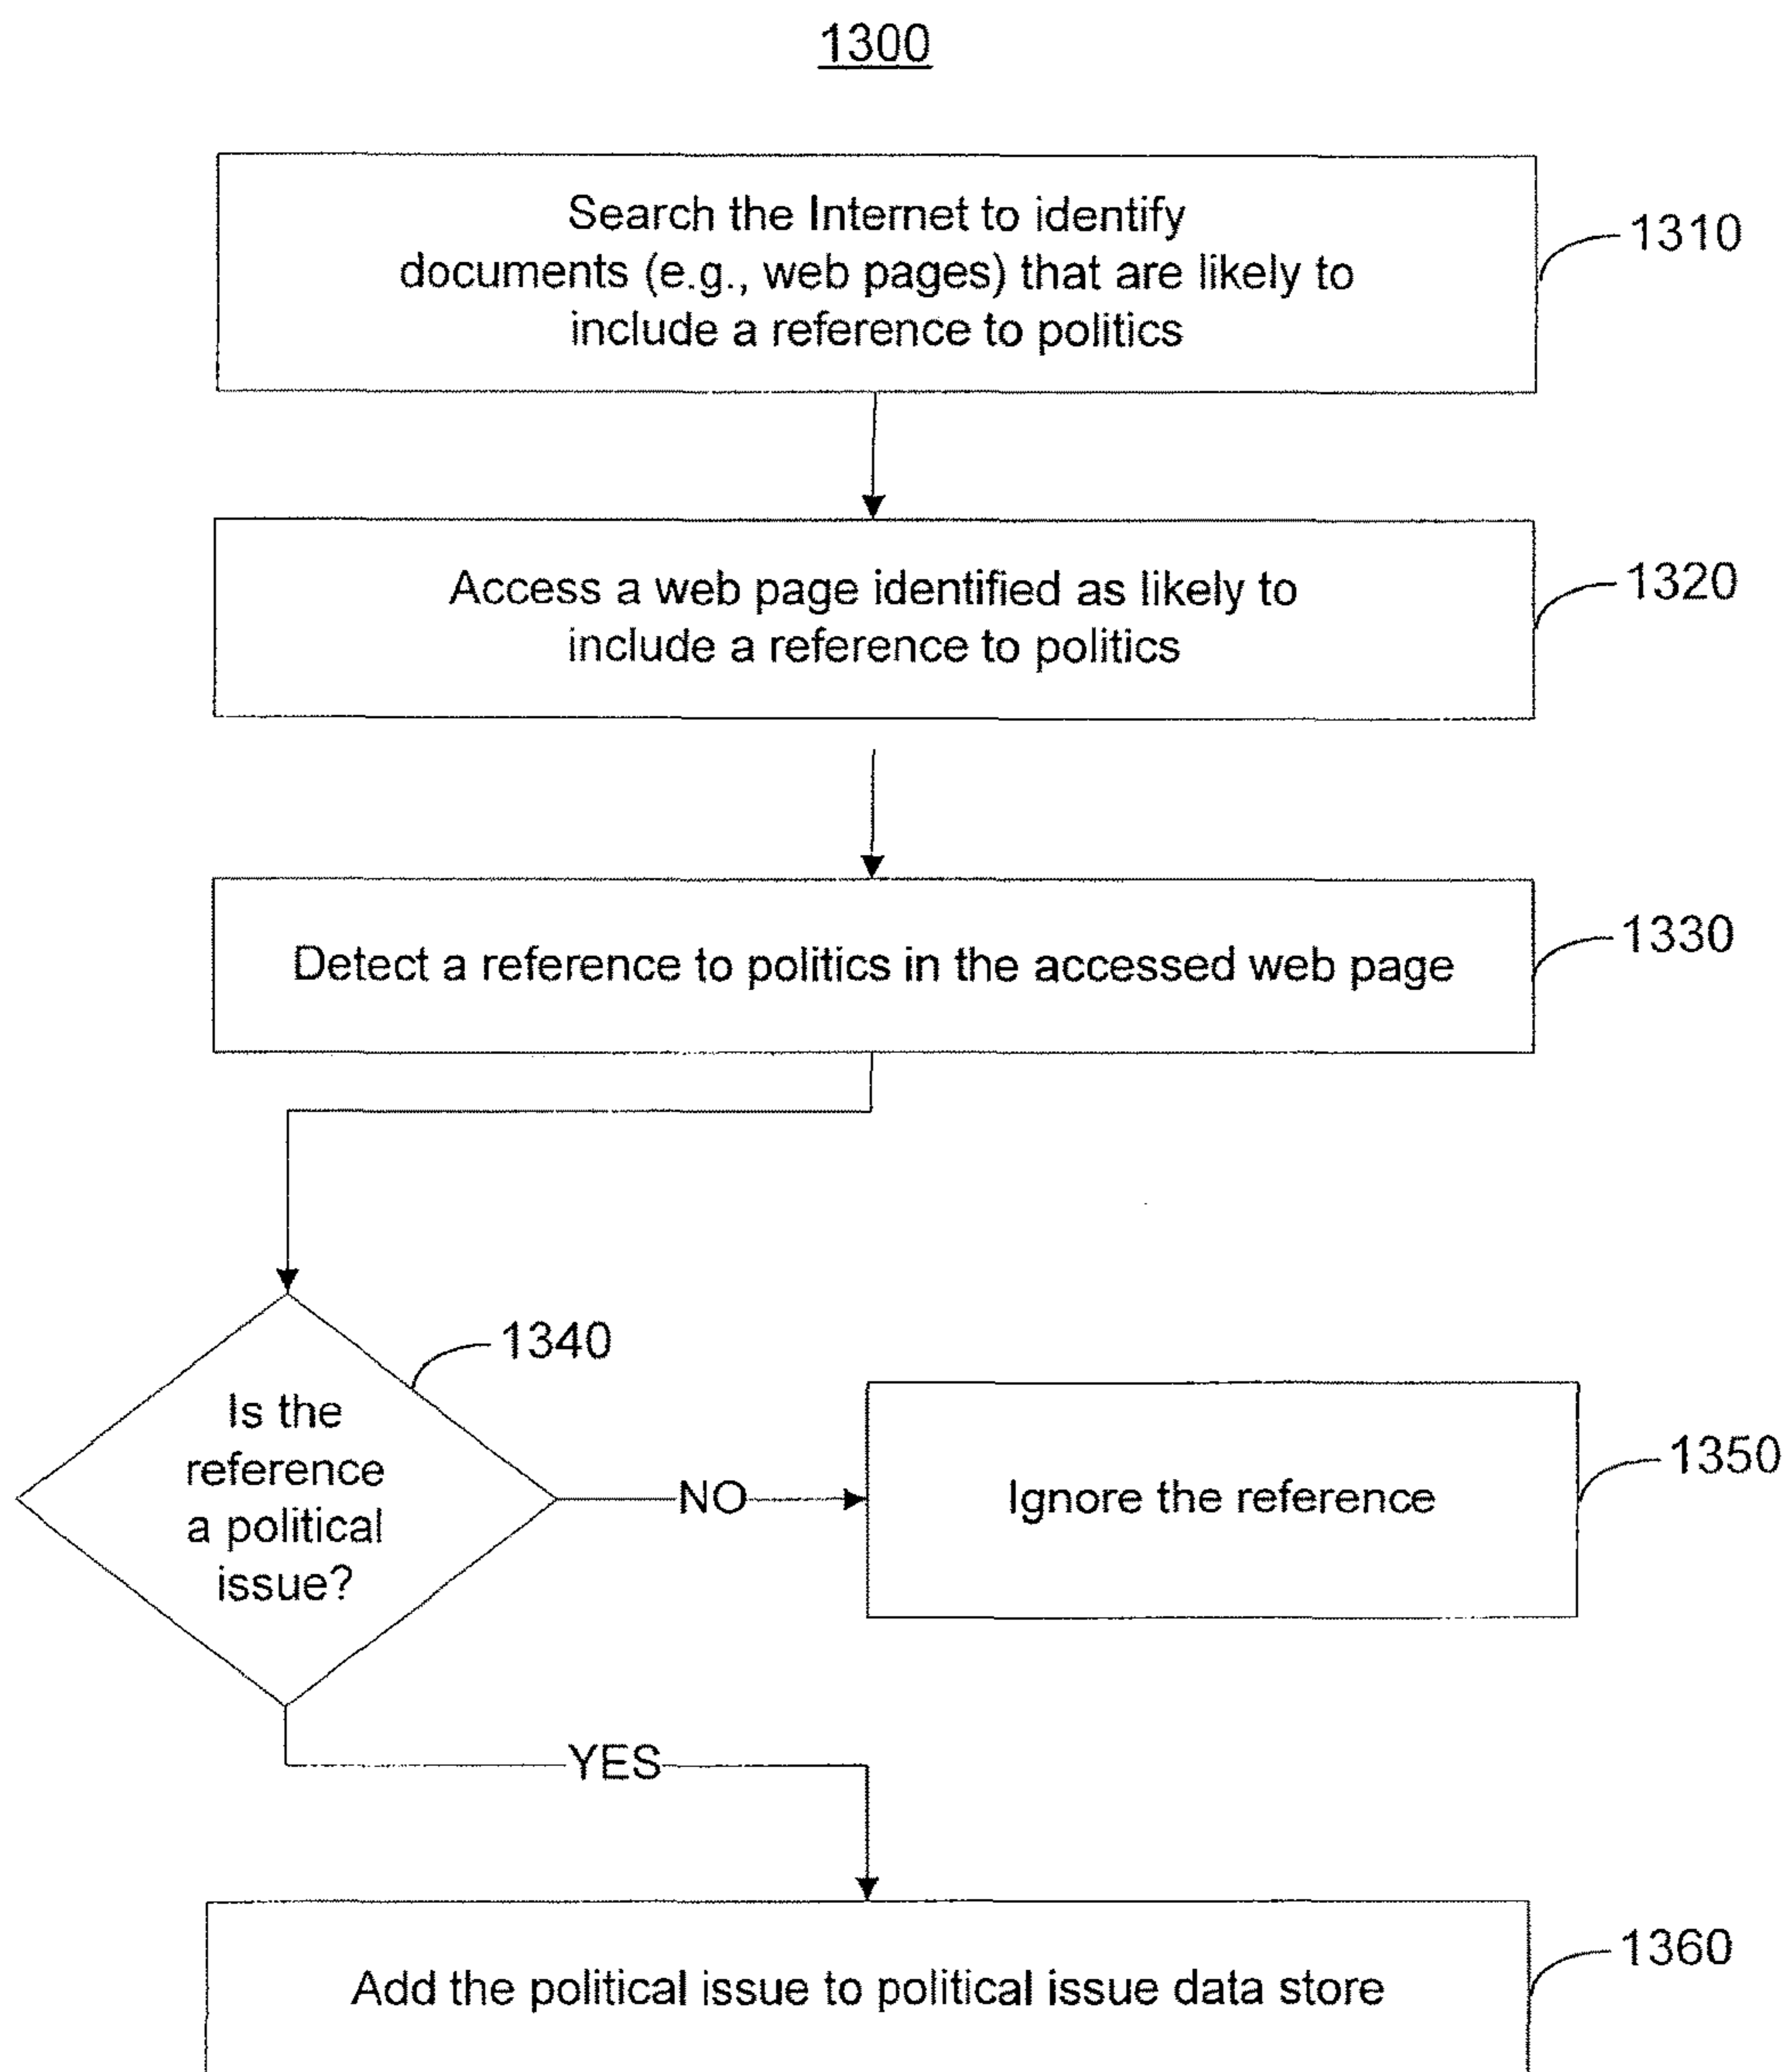 1300
Search the Internet to identify
documents (e.g., web pages) that are likely to
include a reference to politics
1310
Access a web page identified as likely to
include a reference to politics
1320
Detect a reference to politics in the accessed web page
1330
1340
Is the
reference
a political
issue?
NO
Ignore the reference
1350
YES
Add the political issue to political issue data store
1360